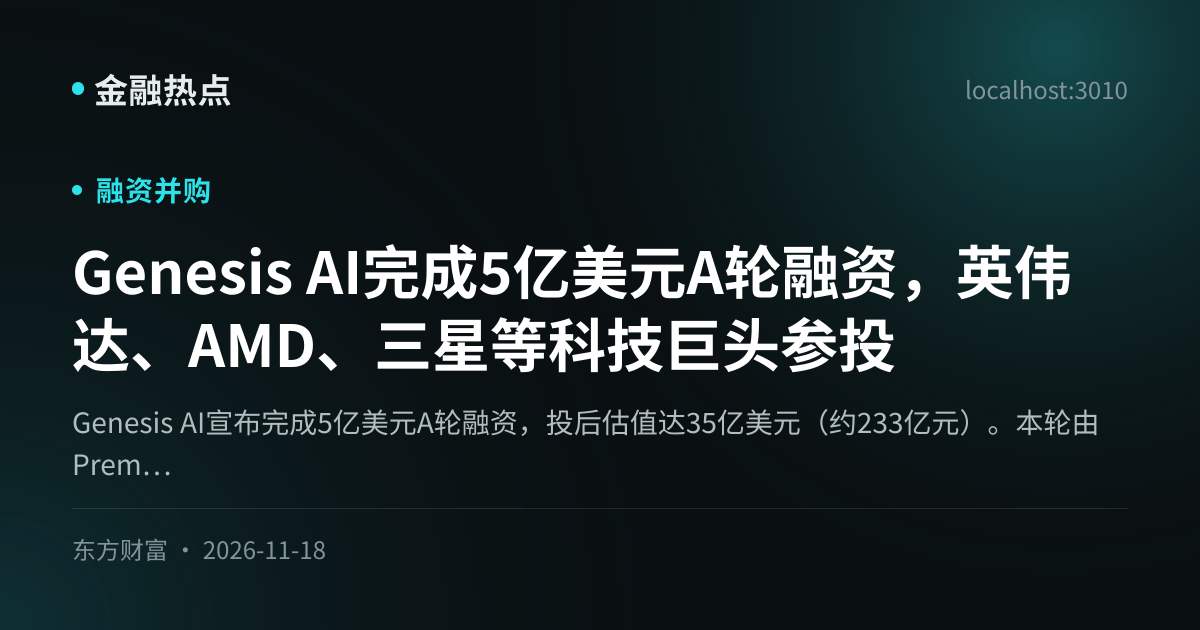 金融热点
localhost:3010
融资并购
Genesis AI完成5亿美元A轮融资，英伟
达、AMD、三星等科技巨头参投
Genesis AI宣布完成5亿美元A轮融资，投后估值达35亿美元（约233亿元）。本轮由
Prem…
东方财富 · 2026-11-18